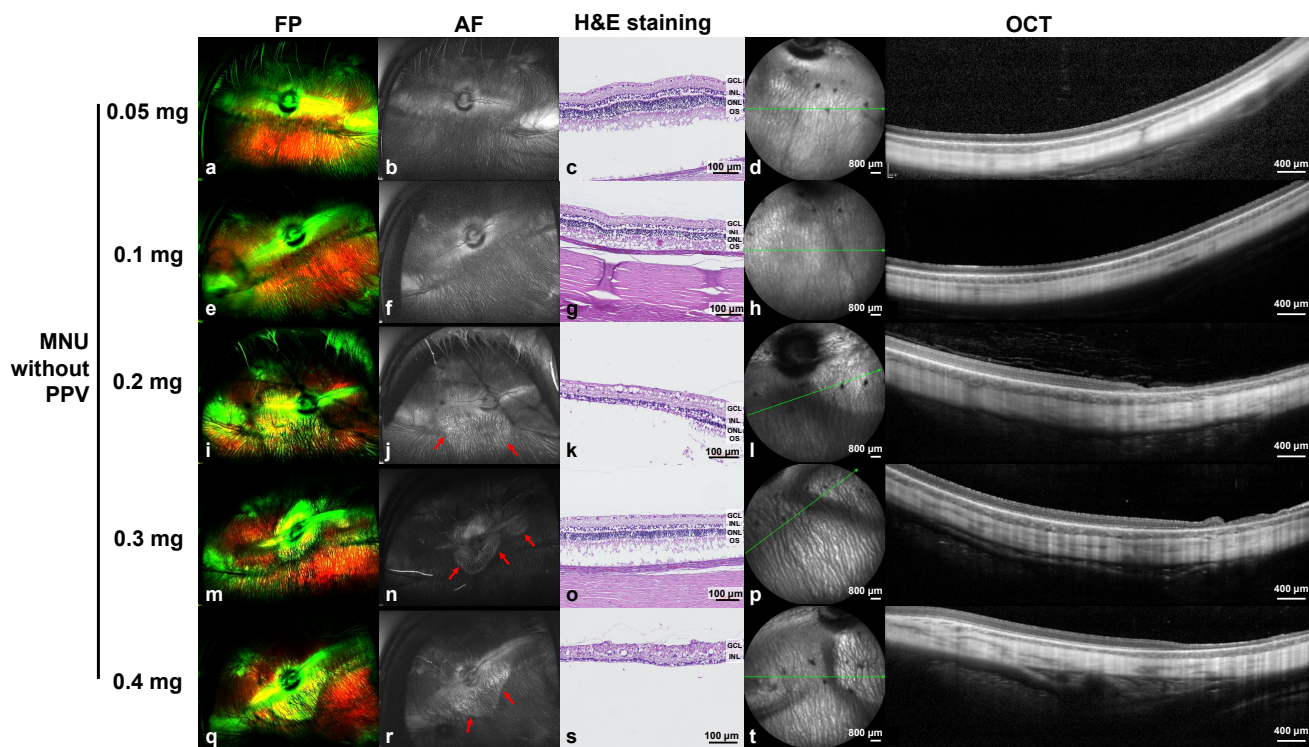 FP AF H&E staining OCT
MNU
without
PPV
0.05 mg
a b c d
GCL
INL
ONL
OS
100 µm
800 µm
400 µm
0.1 mg
e f g h
GCL
INL
ONL
OS
100 µm
800 µm
400 µm
0.2 mg
i j k l
GCL
INL
ONL
OS
100 µm
800 µm
400 µm
0.3 mg
m n o p
GCL
INL
ONL
OS
100 µm
800 µm
400 µm
0.4 mg
q r s t
GCL
INL
100 µm
800 µm
400 µm